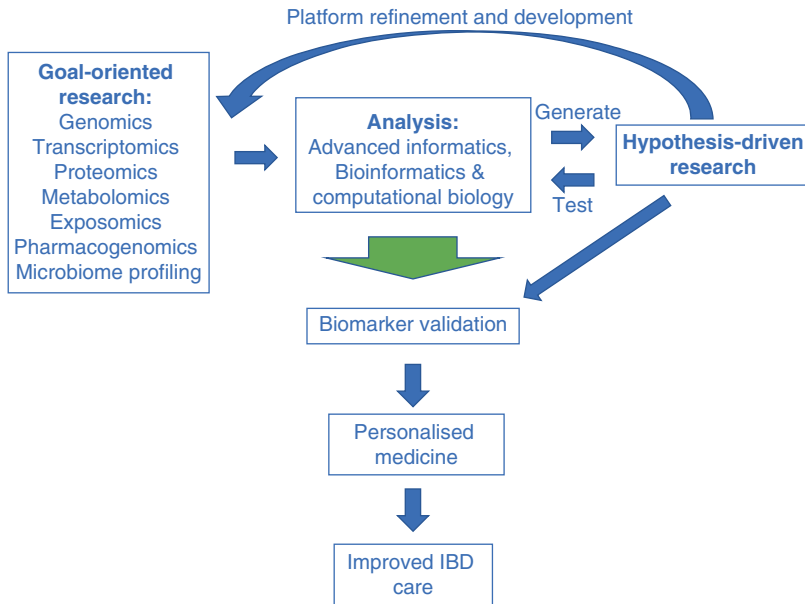 Platform refinement and development
Goal-oriented
research:
Genomics
Transcriptomics
Proteomics
Metabolomics
Exposomics
Pharmacogenomics
Microbiome profiling
Analysis:
Advanced informatics,
Bioinformatics &
computational biology
Generate
Test
Hypothesis-driven
research
Biomarker validation
Personalised
medicine
Improved IBD
care